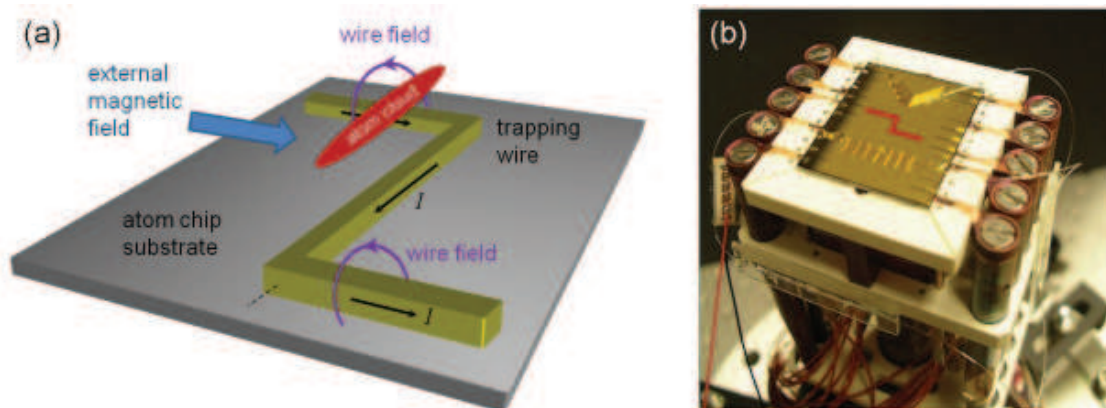 (a)
wire field
external
magnetic
field
atom cloud
trapping
wire
I
atom chip
substrate
wire field
I
(b)